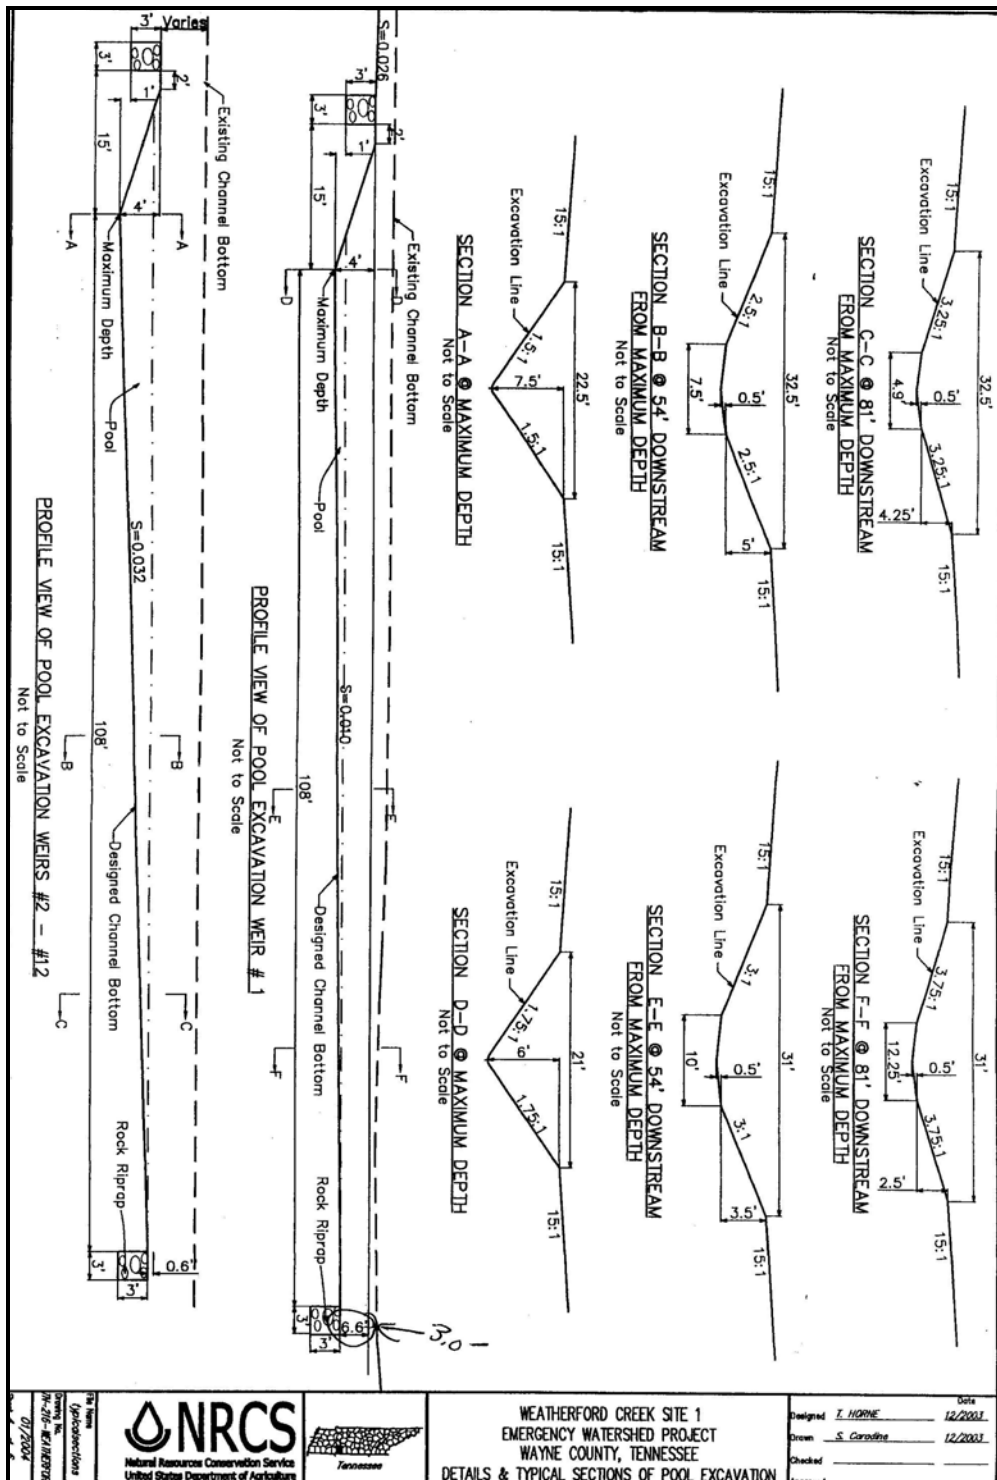 3' Varies
3'
2'
1'
15'
4'
A
A
Existing Channel Bottom
Maximum Depth
Pool
S=0.032
108'
B
B
Designed Channel Bottom
C
C
Rock Riprap
3'
3'
0.6'
PROFILE VIEW OF POOL EXCAVATION WEIRS #2 - #12
Not to Scale
S=0.026
3'
3'
2'
1'
15'
4'
D
D
Existing Channel Bottom
Maximum Depth
Pool
S=0.010
108'
E
E
Designed Channel Bottom
F
F
Rock Riprap
3'
3'
6.6'
3.0
PROFILE VIEW OF POOL EXCAVATION WEIR # 1
Not to Scale
15:1
Excavation Line
1.5:1
7.5'
22.5'
1.5:1
15:1
SECTION A-A @ MAXIMUM DEPTH
Not to Scale
15:1
Excavation Line
2.5:1
32.5'
0.5'
7.5'
2.5:1
5'
15:1
SECTION B-B @ 54' DOWNSTREAM
FROM MAXIMUM DEPTH
Not to Scale
15:1
Excavation Line
3.25:1
32.5'
0.5'
4.9'
3.25:1
4.25'
15:1
SECTION C-C @ 81' DOWNSTREAM
FROM MAXIMUM DEPTH
Not to Scale
15:1
Excavation Line
1.75:1
6'
21'
1.75:1
15:1
SECTION D-D @ MAXIMUM DEPTH
Not to Scale
15:1
Excavation Line
3:1
31'
0.5'
10'
3:1
3.5'
15:1
SECTION E-E @ 54' DOWNSTREAM
FROM MAXIMUM DEPTH
Not to Scale
15:1
Excavation Line
3.75:1
31'
0.5'
12.25'
3.75:1
2.5'
15:1
SECTION F-F @ 81' DOWNSTREAM
FROM MAXIMUM DEPTH
Not to Scale
File Name
typicalsections
Drawing No.
01/2004
NRCS
Natural Resources Conservation Service
United States Department of Agriculture
Tennessee
WEATHERFORD CREEK SITE 1
EMERGENCY WATERSHED PROJECT
WAYNE COUNTY, TENNESSEE
DETAILS & TYPICAL SECTIONS OF POOL EXCAVATION
Date
Designed T. HORNE 12/2003
Drawn S. Caradine 12/2003
Checked